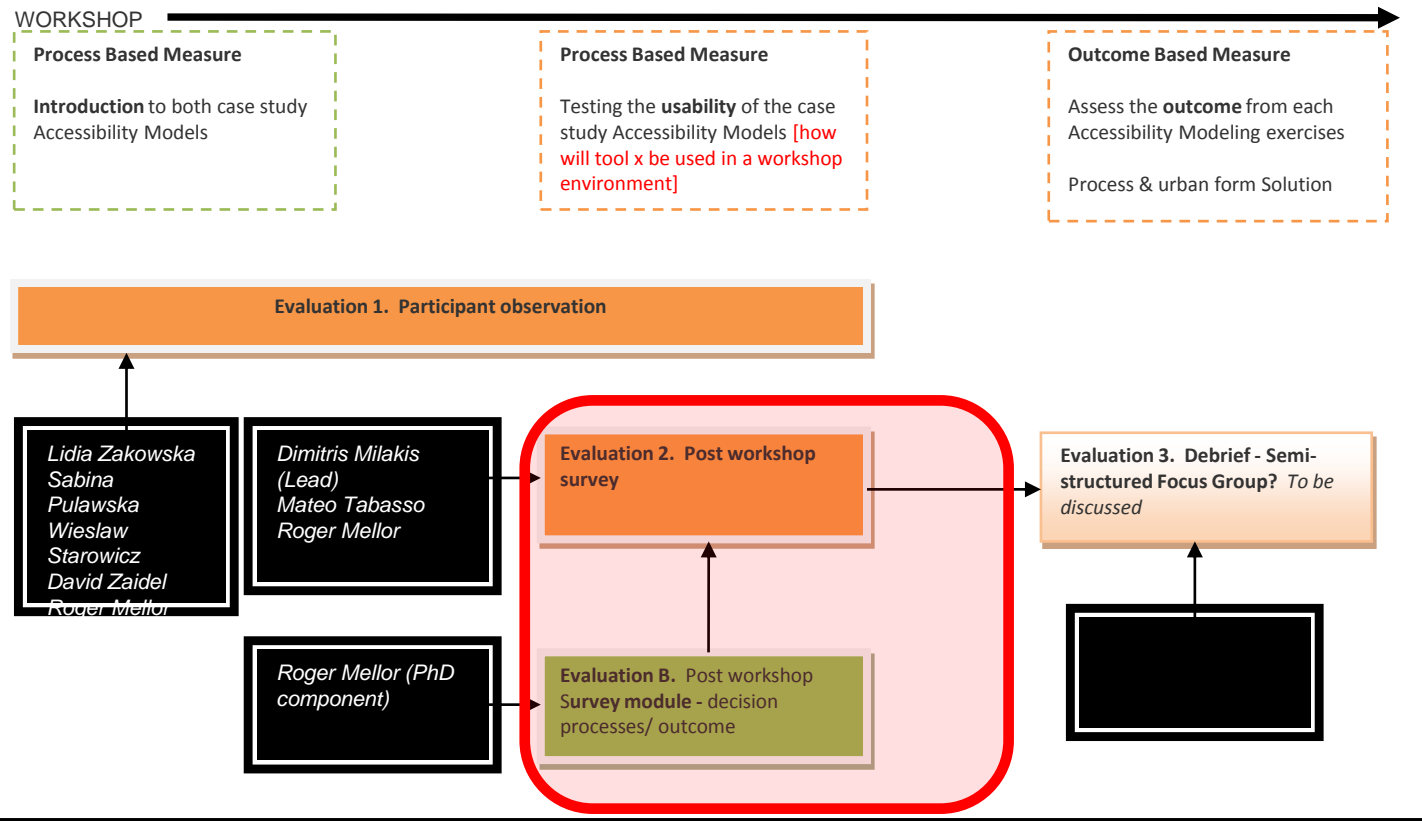 WORKSHOP
Process Based Measure
Introduction to both case study
Accessibility Models
Process Based Measure
Testing the usability of the case
study Accessibility Models [how
will tool x be used in a workshop
environment]
Outcome Based Measure
Assess the outcome from each
Accessibility Modeling exercises
Process & urban form Solution
Evaluation 1. Participant observation
Lidia Zakowska
Sabina
Pulawska
Wieslaw
Starowicz
David Zaidel
Roger Mellor
Dimitris Milakis
(Lead)
Mateo Tabasso
Roger Mellor
Evaluation 2. Post workshop
survey
Evaluation 3. Debrief - Semi-
structured Focus Group? To be
discussed
Roger Mellor (PhD
component)
Evaluation B. Post workshop
Survey module - decision
processes/ outcome